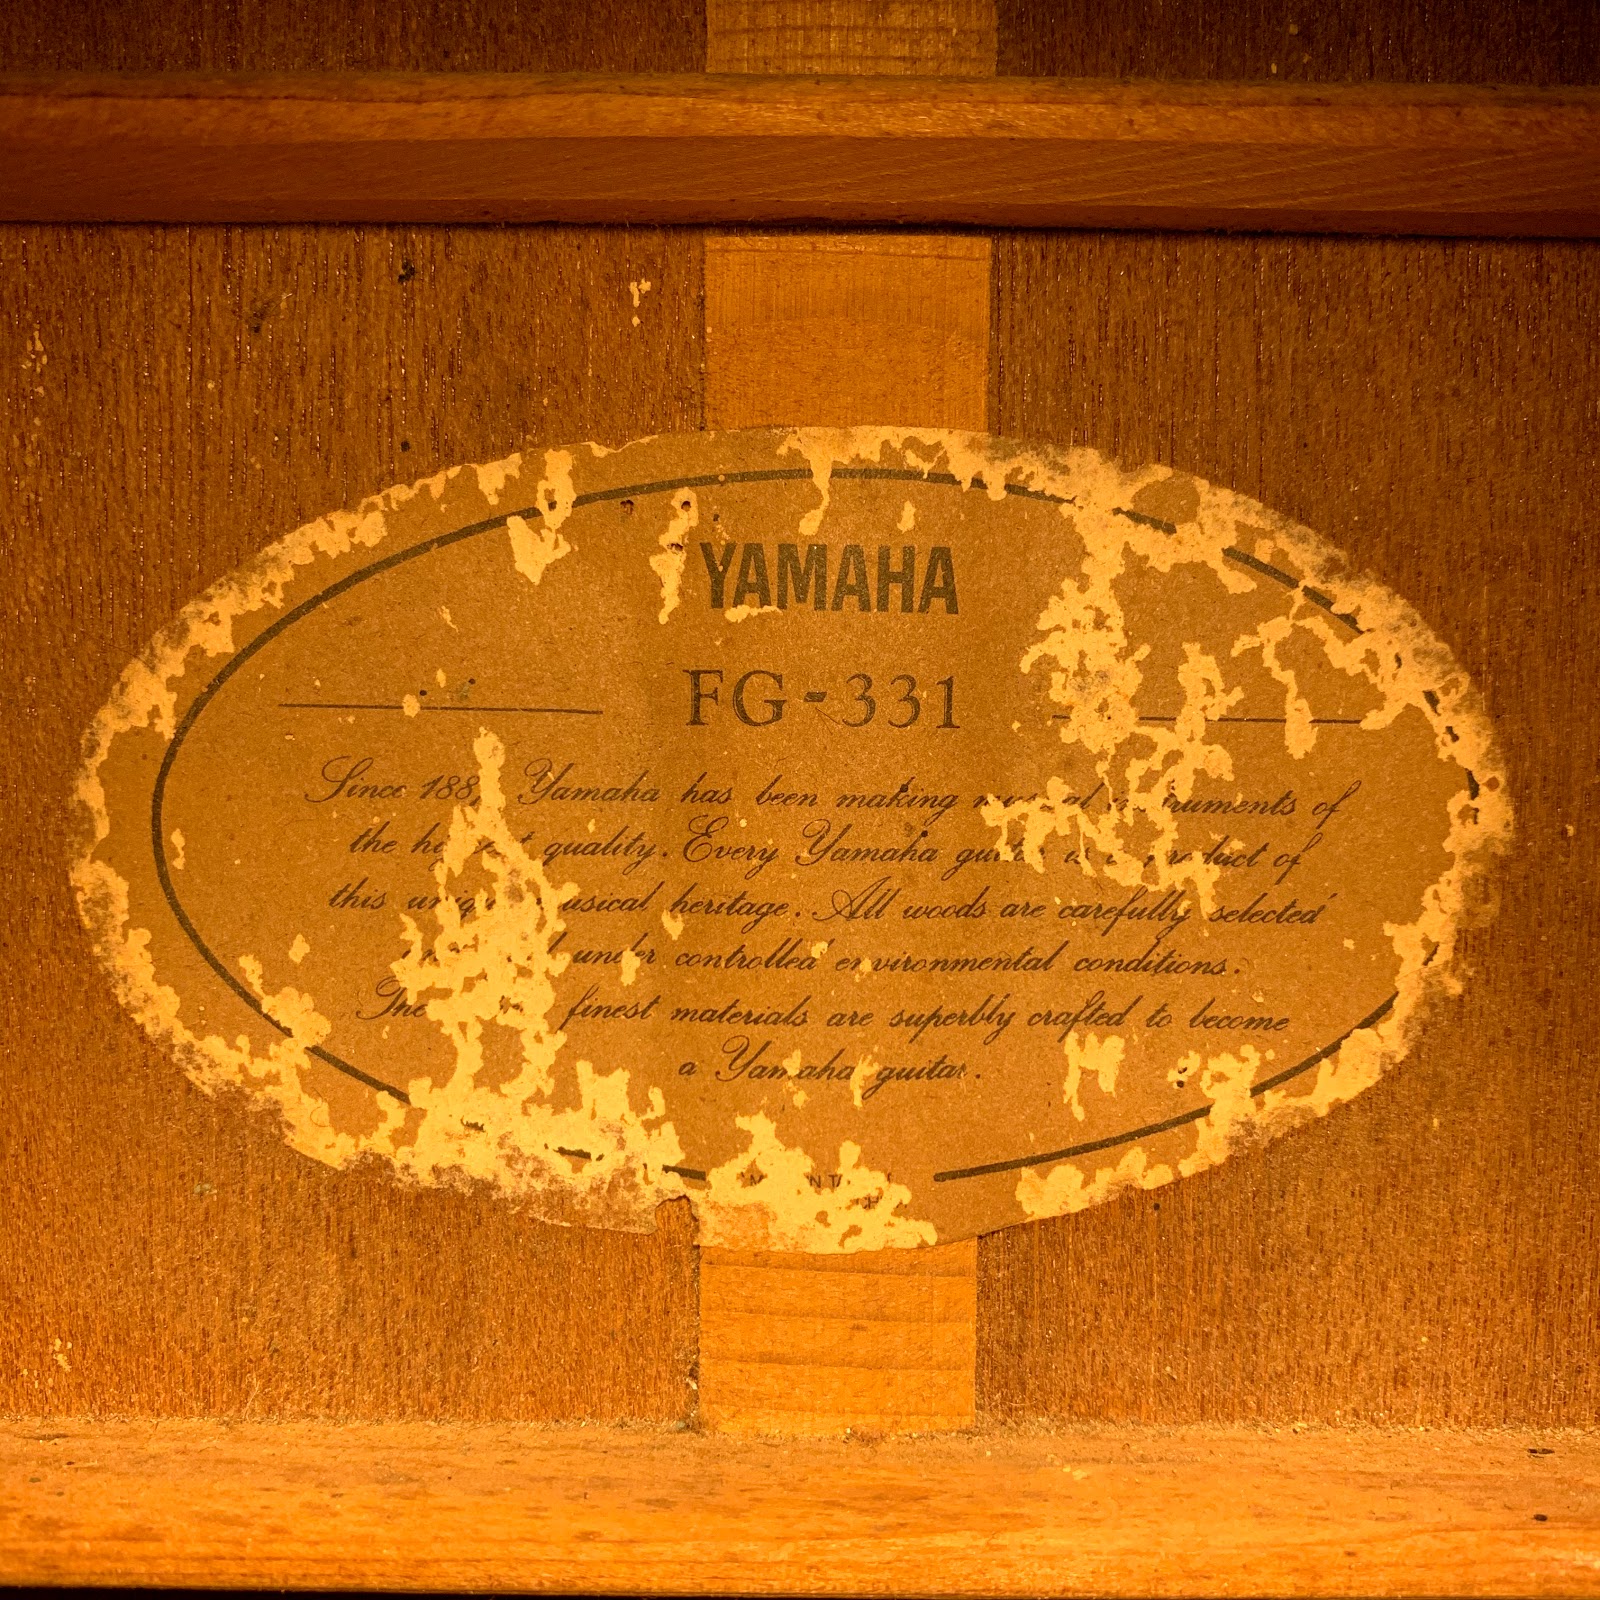 YAMAHA
FG-331
Since Yamaha has been making of
the quality. Every Yamaha of
this heritage. All woods are carefully selected
under controlled environmental conditions.
The finest materials are superbly crafted to become
a Yamaha guitar.